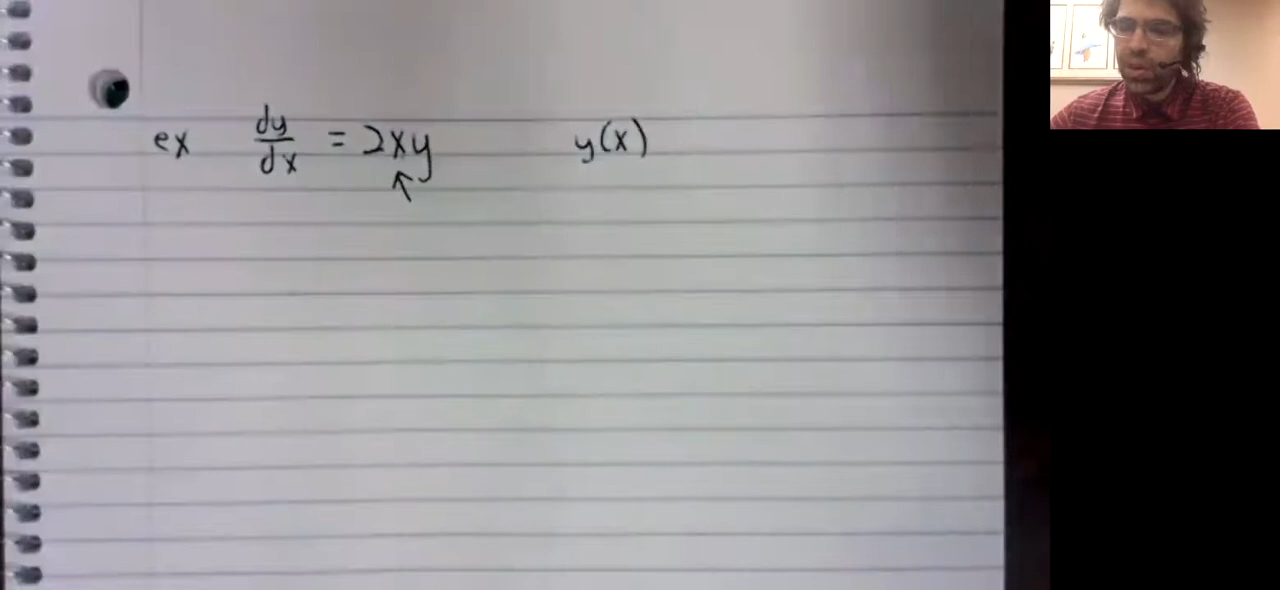 ex dy/dx = 2xy y(x)
↑